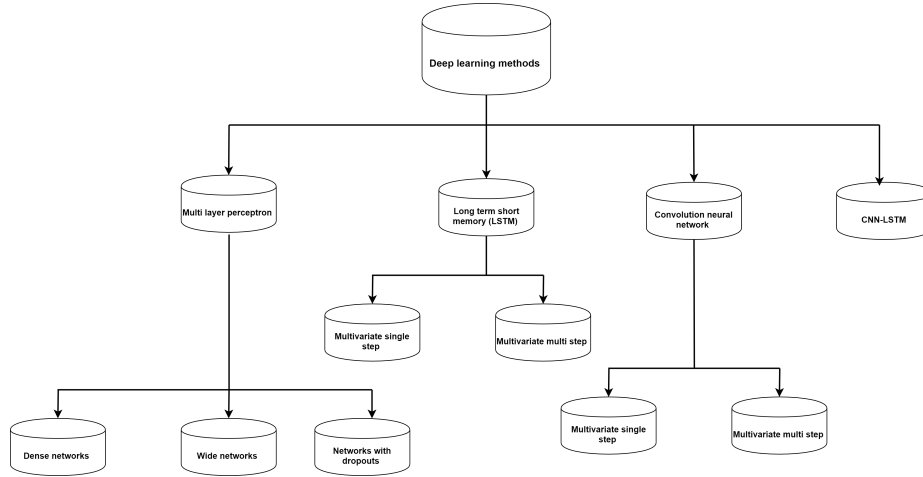 Deep learning methods
Multi layer perceptron
Long term short
memory (LSTM)
Convolution neural
network
CNN-LSTM
Multivariate single
step
Multivariate multi step
Dense networks
Wide networks
Networks with
dropouts
Multivariate single
step
Multivariate multi step